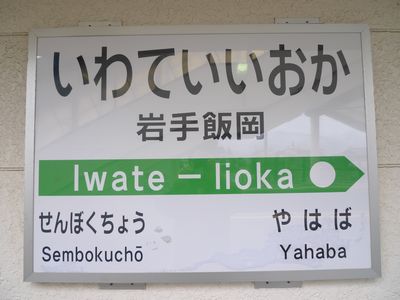 いわていいおか
岩手飯岡
Iwate－Iioka
せんぼくちょう やはば
Sembokuchō Yahaba